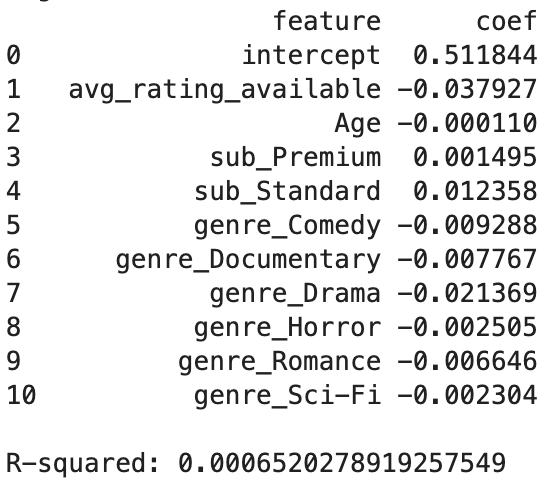 feature coef
0 intercept 0.511844
1 avg_rating_available -0.037927
2 Age -0.000110
3 sub_Premium 0.001495
4 sub_Standard 0.012358
5 genre_Comedy -0.009288
6 genre_Documentary -0.007767
7 genre_Drama -0.021369
8 genre_Horror -0.002505
9 genre_Romance -0.006646
10 genre_Sci-Fi -0.002304
R-squared: 0.0006520278919257549